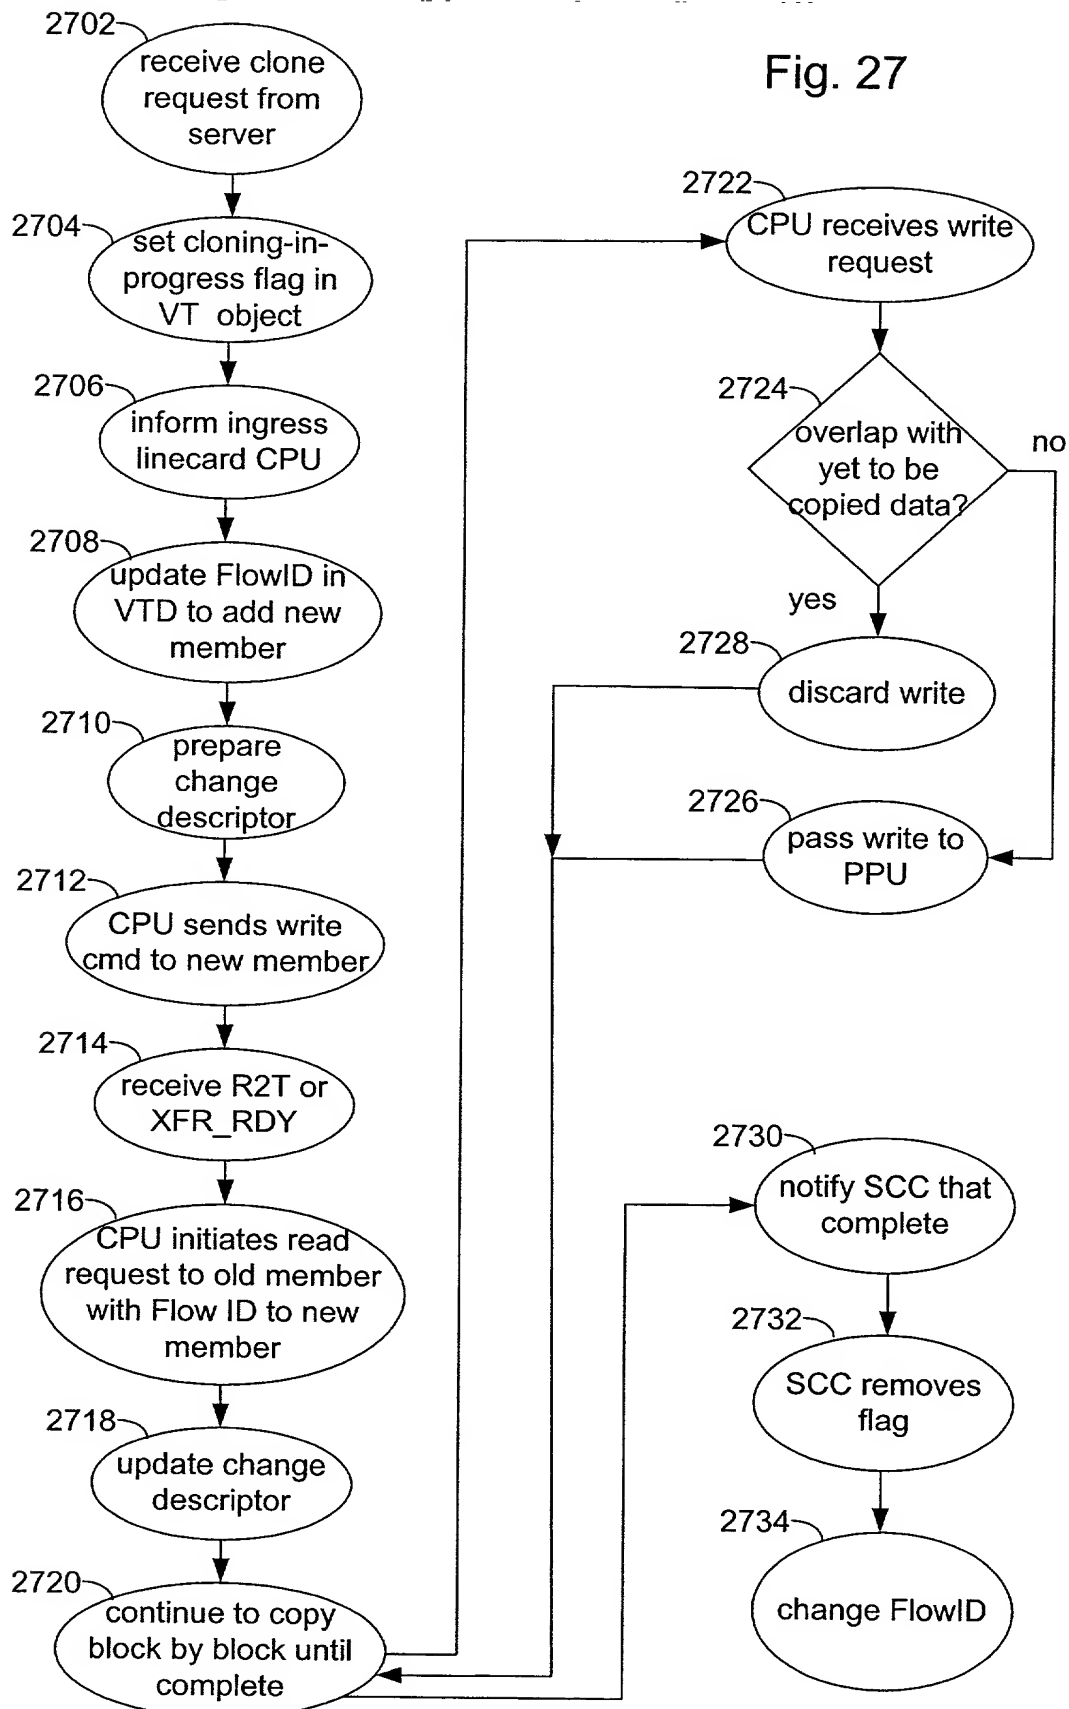 Fig. 27
2702
receive clone
request from
server
2704
set cloning-in-
progress flag in
VT_object
2706
inform ingress
linecard CPU
2708
update FlowID in
VTD to add new
member
2710
prepare
change
descriptor
2712
CPU sends write
cmd to new member
2714
receive R2T or
XFR_RDY
2716
CPU initiates read
request to old member
with Flow ID to new
member
2718
update change
descriptor
2720
continue to copy
block by block until
complete
2722
CPU receives write
request
2724
overlap with
yet to be
copied data?
no
yes
2728
discard write
2726
pass write to
PPU
2730
notify SCC that
complete
2732
SCC removes
flag
2734
change FlowID